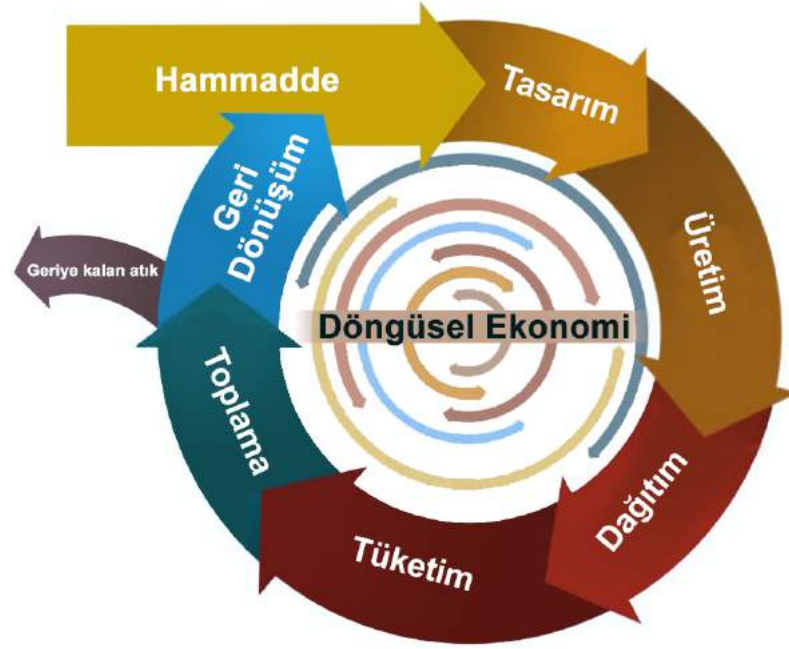 Hammadde
Tasarım
Üretim
Dağıtım
Tüketim
Toplama
Geri
Dönüşüm
Geriye kalan atık
Döngüsel Ekonomi